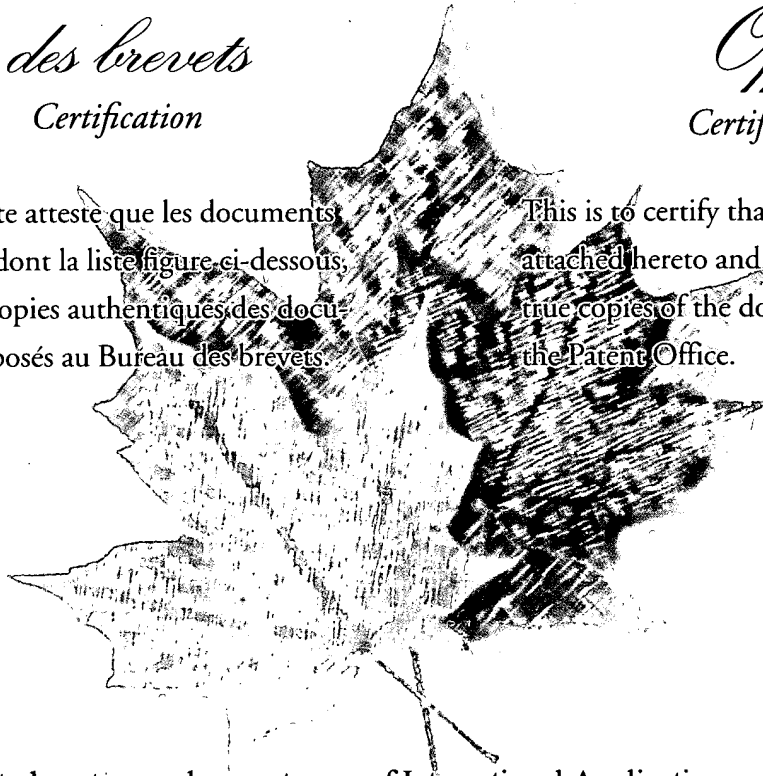 des brevets
Certification
te atteste que les documents
dont la liste figure ci-dessous,
opies authentiques des docu-
posés au Bureau des brevets.
Certif
This is to certify tha
attached hereto and
true copies of the do
the Patent Office.